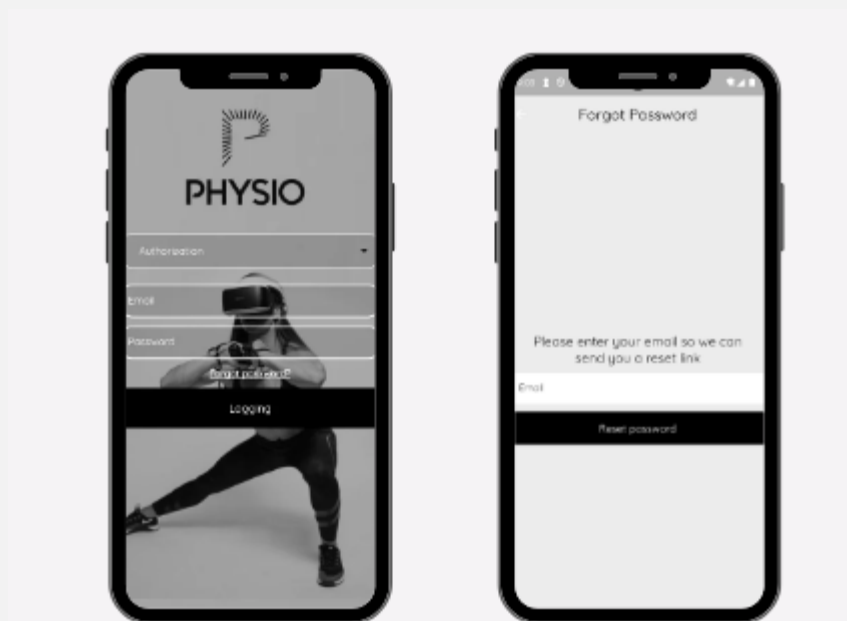 PHYSIO
Authoreation
Email
Password
Forgot password?
Logging
Forgot Password
Please enter your email so we can
send you a reset link
Email
Reset password